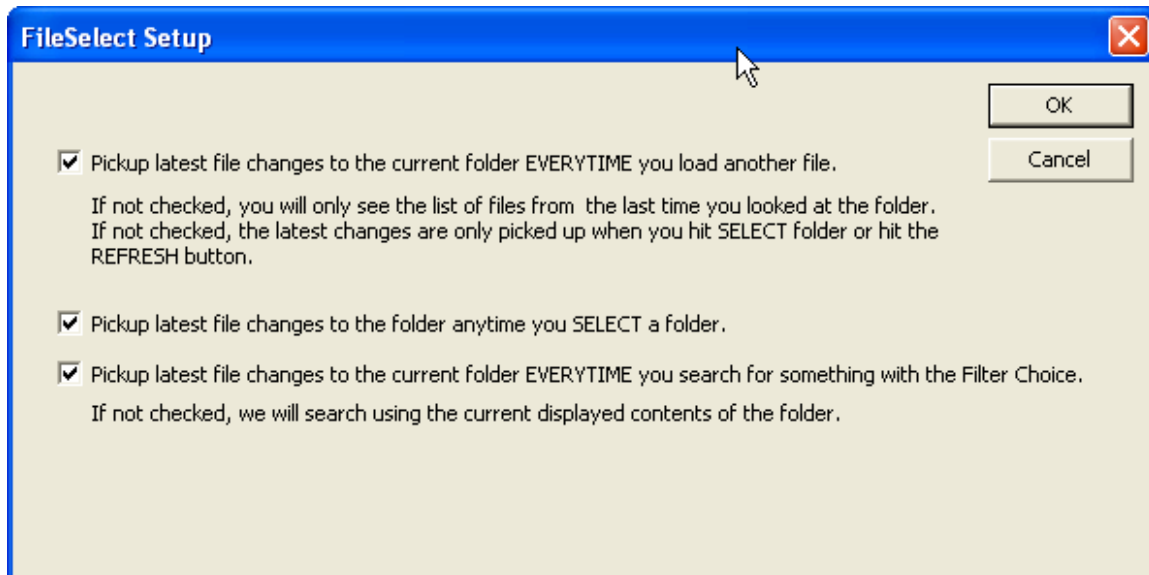 FileSelect Setup
OK
Pickup latest file changes to the current folder EVERYTIME you load another file.
Cancel
If not checked, you will only see the list of files from  the last time you looked at the folder.
If not checked, the latest changes are only picked up when you hit SELECT folder or hit the
REFRESH button.
Pickup latest file changes to the folder anytime you SELECT a folder.
Pickup latest file changes to the current folder EVERYTIME you search for something with the Filter Choice.
If not checked, we will search using the current displayed contents of the folder.